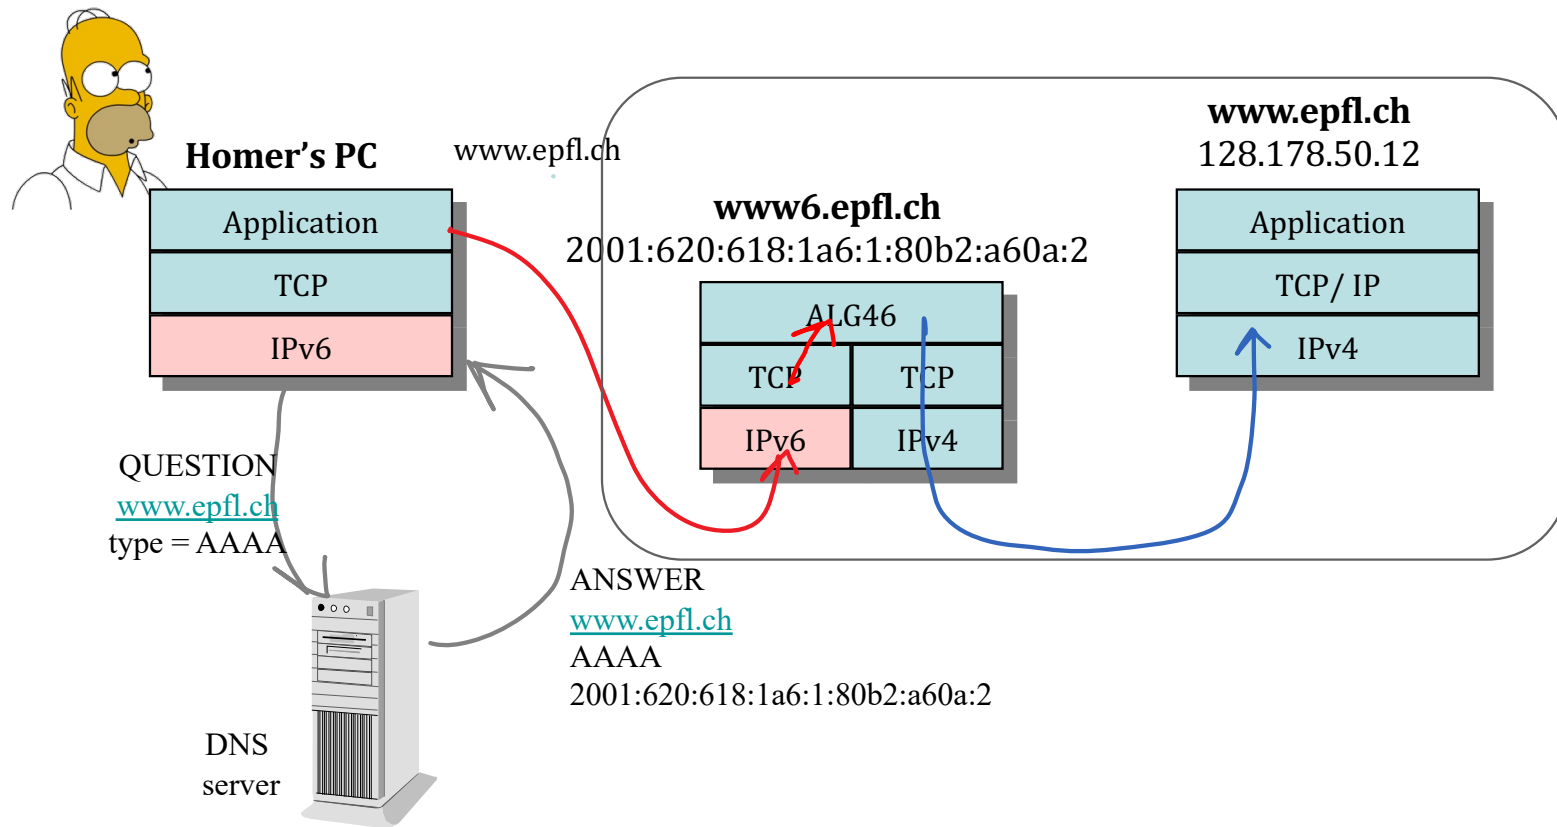 Homer's PC
Application
TCP
IPv6
www.epfl.ch
www6.epfl.ch
2001:620:618:1a6:1:80b2:a60a:2
ALG46
TCP
TCP
IPv6
IPv4
www.epfl.ch
128.178.50.12
Application
TCP/ IP
IPv4
QUESTION
www.epfl.ch
type = AAAA
ANSWER
www.epfl.ch
AAAA
2001:620:618:1a6:1:80b2:a60a:2
DNS
server